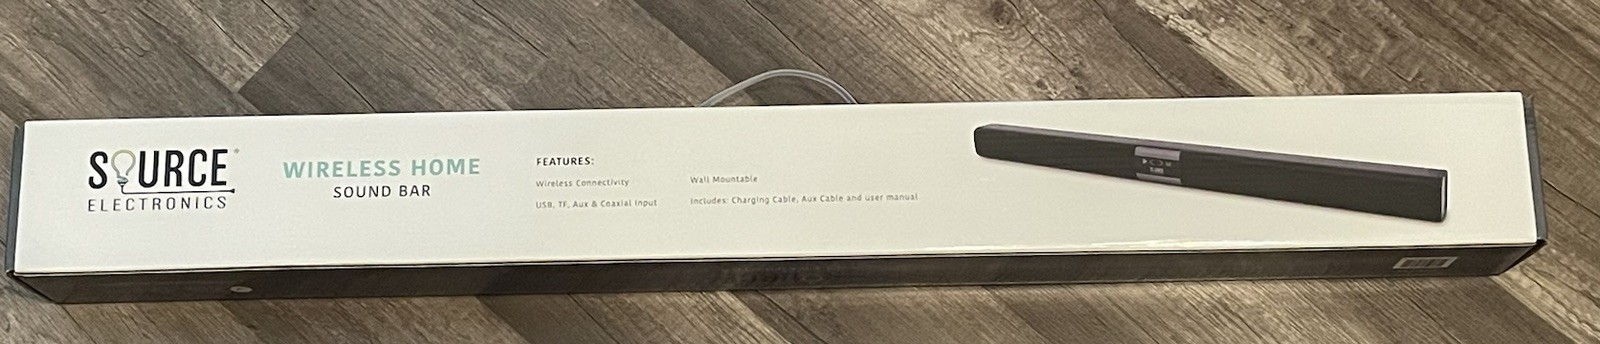 SOURCE
ELECTRONICS
WIRELESS HOME
SOUND BAR
FEATURES:
Wireless Connectivity
USB, TF, Aux & Coaxial Input
Wall Mountable
Includes: Charging Cable, Aux Cable and user manual